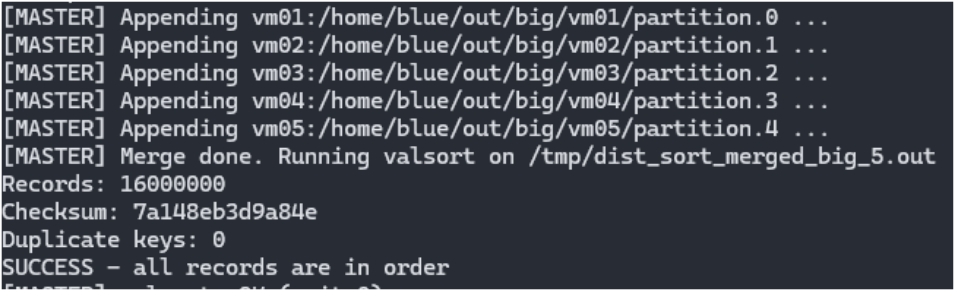 [MASTER] Appending vm01:/home/blue/out/big/vm01/partition.0 ...
[MASTER] Appending vm02:/home/blue/out/big/vm02/partition.1 ...
[MASTER] Appending vm03:/home/blue/out/big/vm03/partition.2 ...
[MASTER] Appending vm04:/home/blue/out/big/vm04/partition.3 ...
[MASTER] Appending vm05:/home/blue/out/big/vm05/partition.4 ...
[MASTER] Merge done. Running valsort on /tmp/dist_sort_merged_big_5.out
Records: 16000000
Checksum: 7a148eb3d9a84e
Duplicate keys: 0
SUCCESS - all records are in order